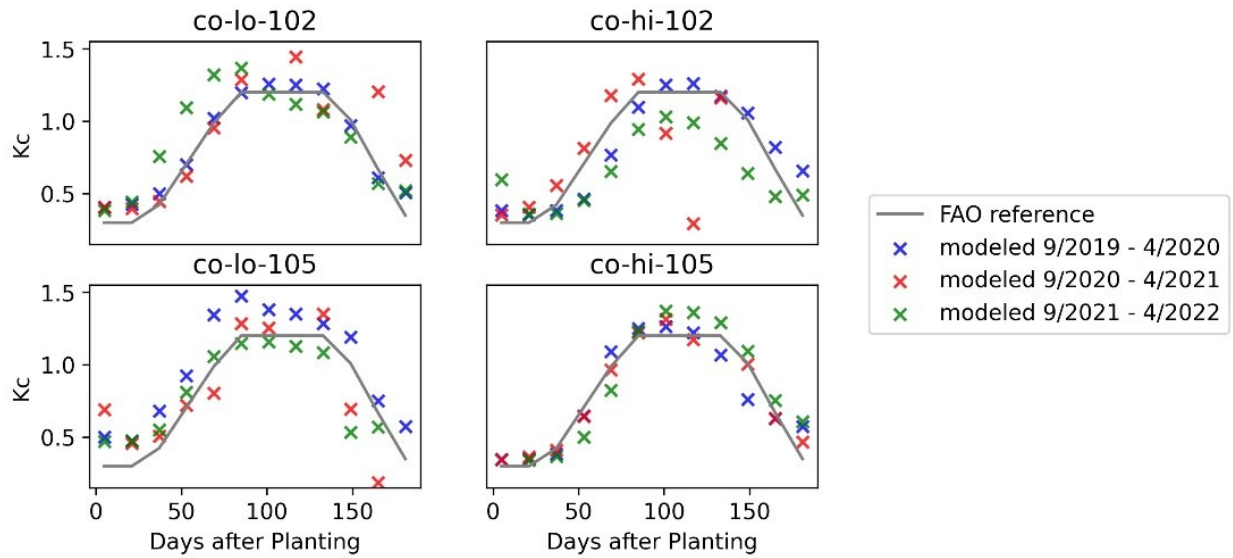 co-lo-102
co-hi-102
1.5
1.0
0.5
Kc
FAO reference
modeled 9/2019 - 4/2020
modeled 9/2020 - 4/2021
modeled 9/2021 - 4/2022
co-lo-105
co-hi-105
1.5
1.0
0.5
Kc
0 50 100 150
0 50 100 150
Days after Planting
Days after Planting